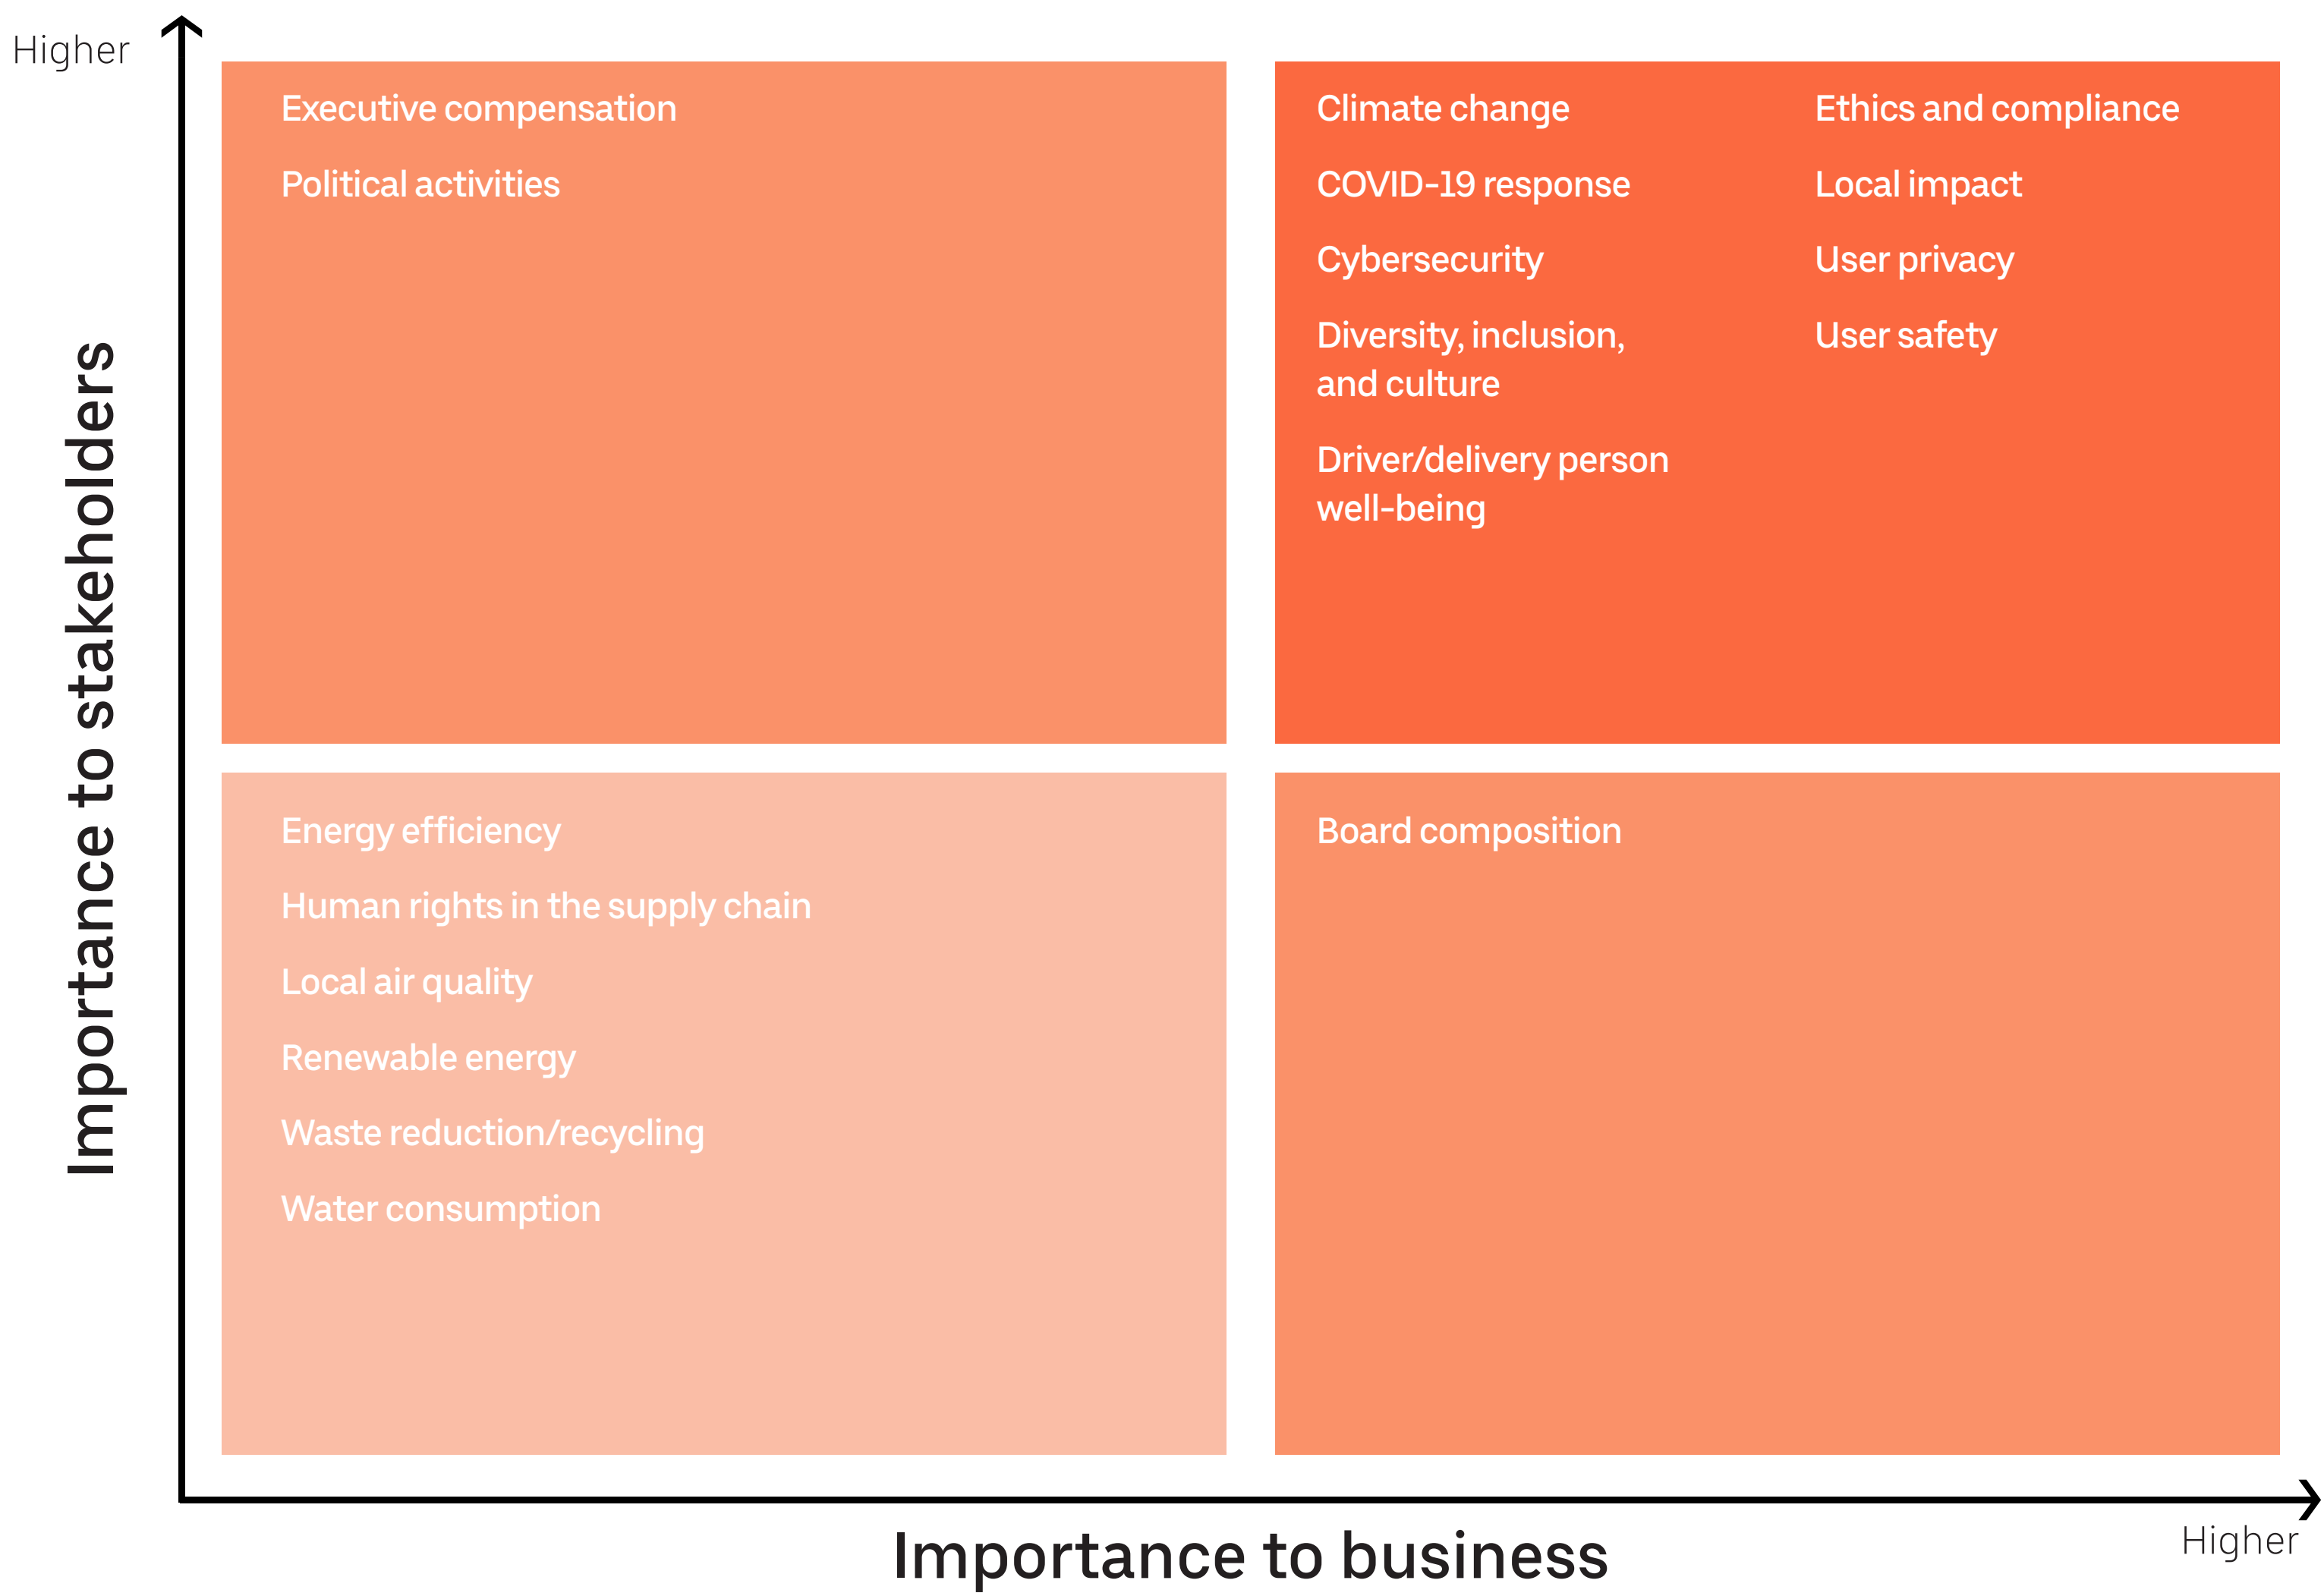 Higher
Importance to stakeholders
Executive compensation
Political activities
Climate change
COVID-19 response
Cybersecurity
Diversity, inclusion,
and culture
Driver/delivery person
well-being
Ethics and compliance
Local impact
User privacy
User safety
Energy efficiency
Human rights in the supply chain
Local air quality
Renewable energy
Waste reduction/recycling
Water consumption
Board composition
Importance to business
Higher